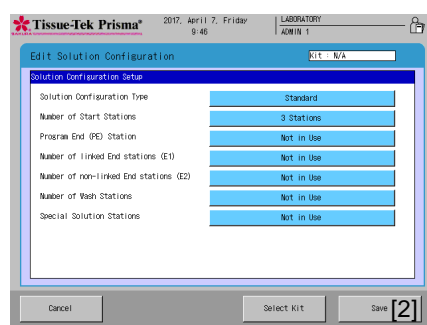 Tissue-Tek Prisma®
SAKURA
2017, April 7, Friday
9:46
LABORATORY
ADMIN 1
Edit Solution Configuration
Kit : N/A
Solution Configuration Setup
Solution Configuration Type Standard
Number of Start Stations 3 Stations
Program End (PE) Station Not in Use
Number of linked End stations (E1) Not in Use
Number of non-linked End stations (E2) Not in Use
Number of Wash Stations Not in Use
Special Solution Stations Not in Use
Cancel Select Kit Save [2]